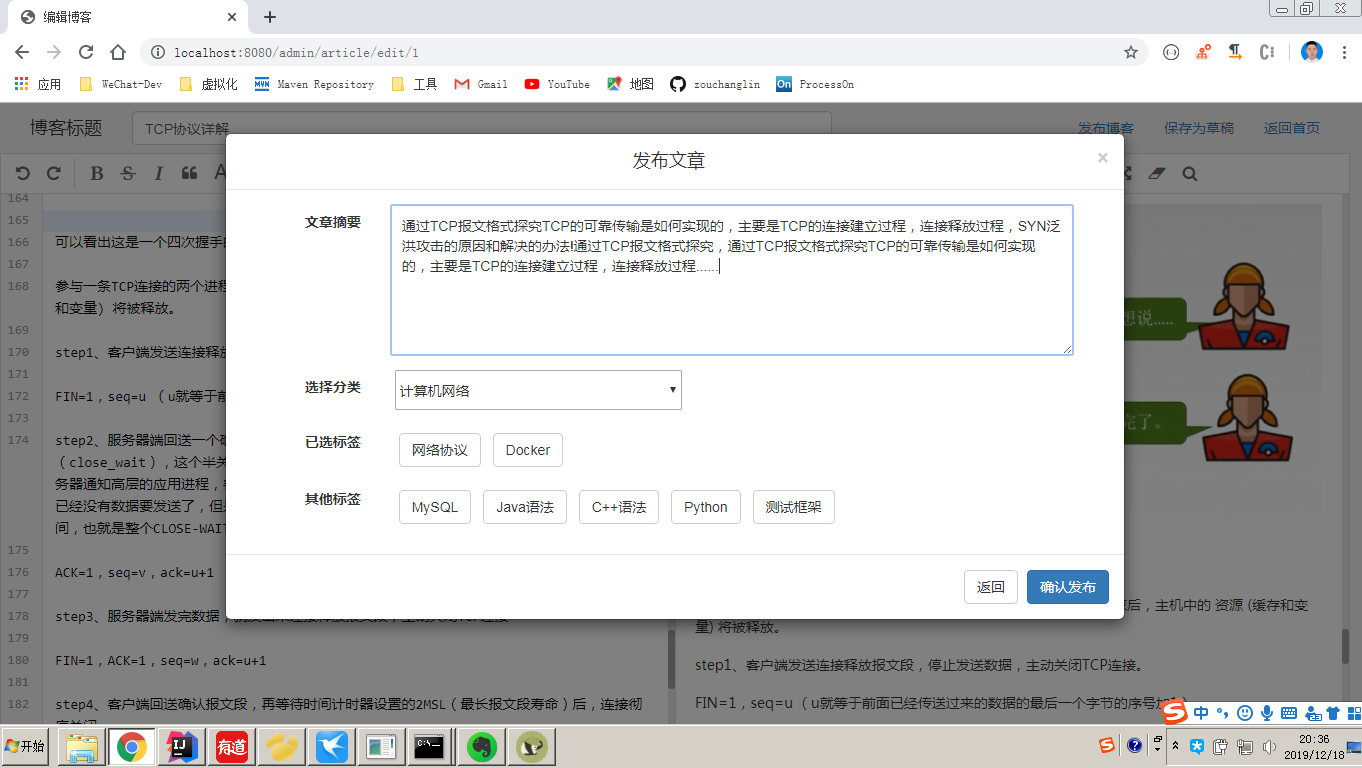 编辑博客
localhost:8080/admin/article/edit/1
应用 WeChat-Dev 虚拟化 Maven Repository 工具 Gmail YouTube 地图 zouchanglin ProcessOn
博客标题 TCP协议详解 发布博客 保存为草稿 返回首页
发布文章
文章摘要
通过TCP报文格式探究TCP的可靠传输是如何实现的，主要是TCP的连接建立过程，连接释放过程，SYN泛
洪攻击的原因和解决的办法!通过TCP报文格式探究，通过TCP报文格式探究TCP的可靠传输是如何实现
的，主要是TCP的连接建立过程，连接释放过程......
选择分类 计算机网络
已选标签 网络协议 Docker
其他标签 MySQL Java语法 C++语法 Python 测试框架
返回 确认发布
164
165
166 可以看出这是一个四次握手的
167
168 参与一条TCP连接的两个进程
和变量) 将被释放。
169
170 step1、客户端发送连接释放
171
172 FIN=1，seq=u （u就等于前
173
174 step2、服务器端回送一个确
（close_wait），这个半关
务器通知高层的应用进程，
已经没有数据要发送了，但
间，也就是整个CLOSE-WAIT
175
176 ACK=1，seq=v，ack=u+1
177
178 step3、服务器端发完数据，
179
180 FIN=1，ACK=1，seq=w，ack=u+1
181
182 step4、客户端回送确认报文段，再等待时间计时器设置的2MSL（最长报文段寿命）后，连接彻
想说.....
完了。
后，主机中的 资源 (缓存和变
量) 将被释放。
step1、客户端发送连接释放报文段，停止发送数据，主动关闭TCP连接。
FIN=1，seq=u （u就等于前面已经传送过来的数据的最后一个字节的序号加1）
中
开始 有道
20:36
2019/12/18